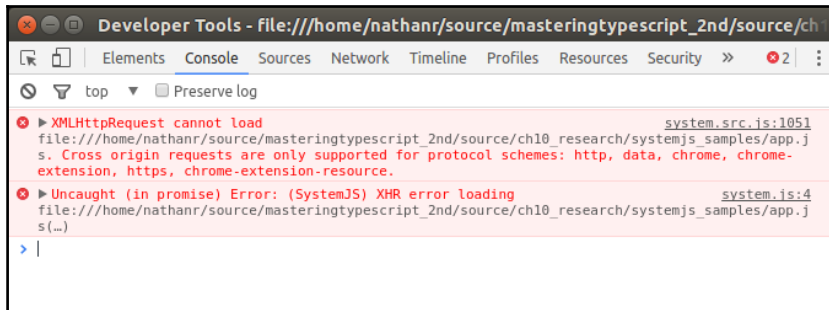 Developer Tools - file:///home/nathanr/source/masteringtypescript_2nd/source/ch1
Elements Console Sources Network Timeline Profiles Resources Security » 2
top ▼ Preserve log
XMLHttpRequest cannot load system.src.js:1051
file:///home/nathanr/source/masteringtypescript_2nd/source/ch10_research/systemjs_samples/app.j
s. Cross origin requests are only supported for protocol schemes: http, data, chrome, chrome-
extension, https, chrome-extension-resource.
Uncaught (in promise) Error: (SystemJS) XHR error loading system.js:4
file:///home/nathanr/source/masteringtypescript_2nd/source/ch10_research/systemjs_samples/app.j
s(…)
>